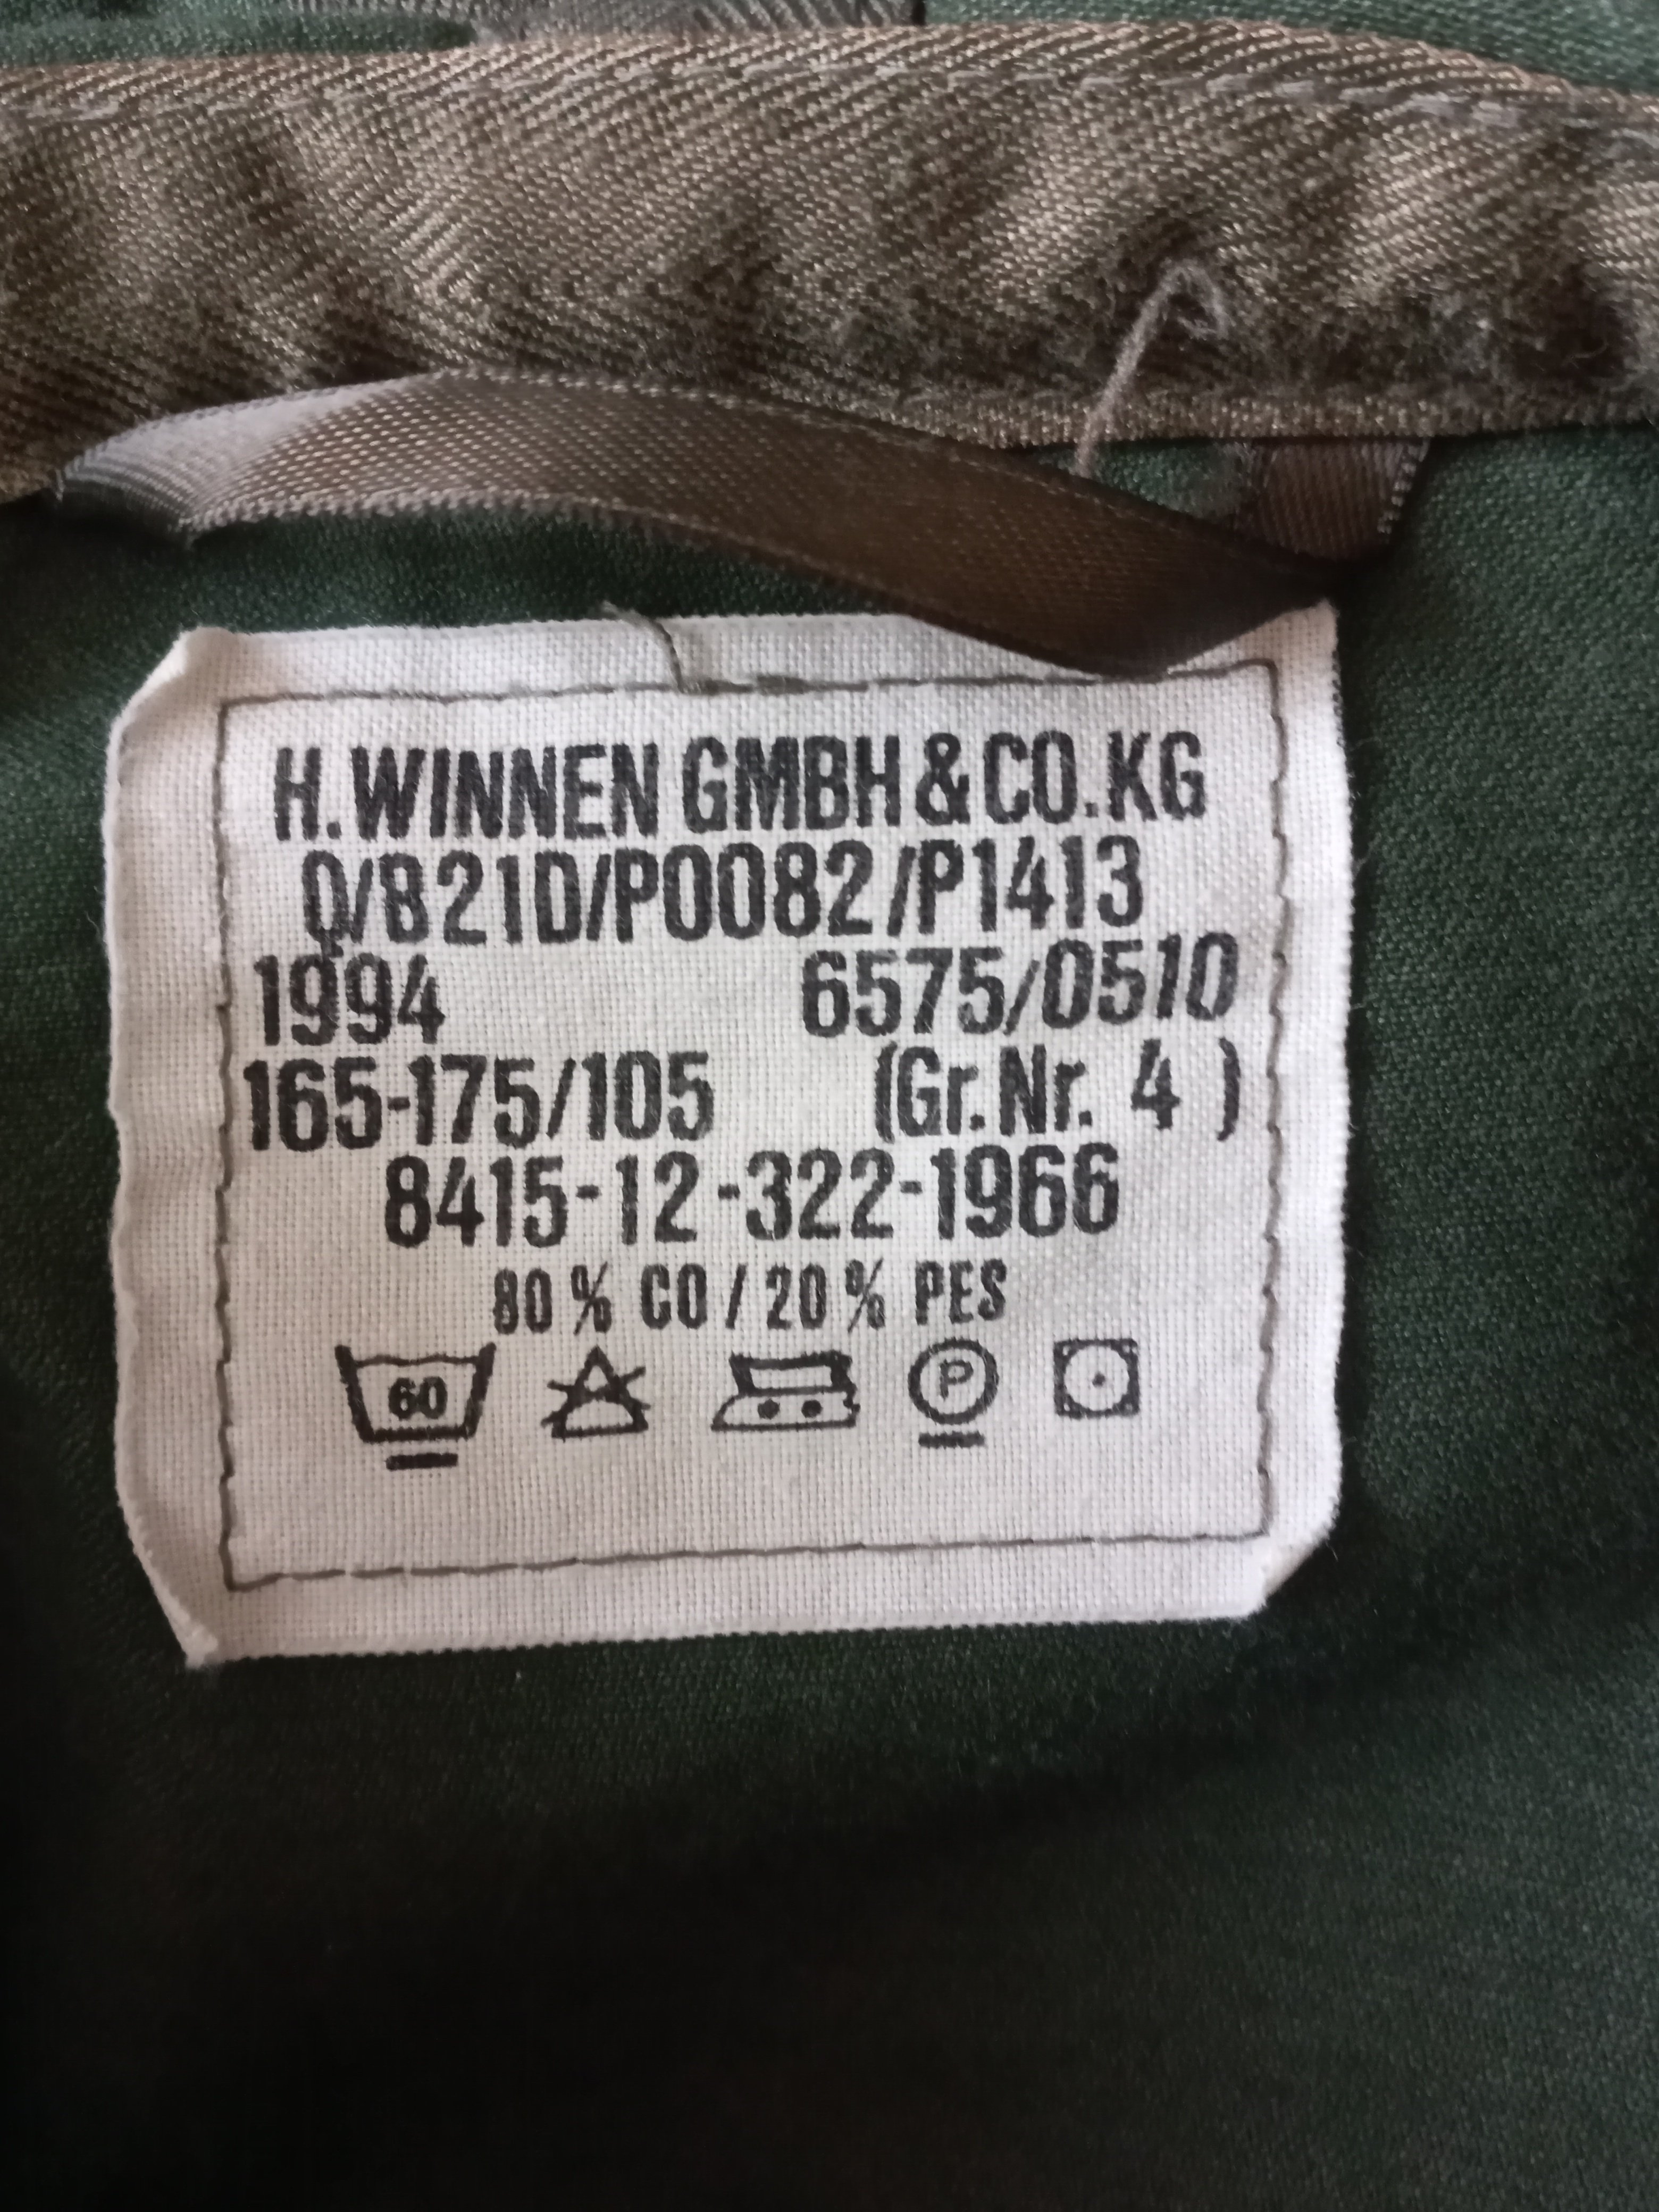 H.WINNEN GMBH & CO.KG
Q/B21D/P0082/P1413
1994 6575/0510
165-175/105 (Gr.Nr. 4 )
8415-12-322-1966
80% CO / 20% PES
60 P